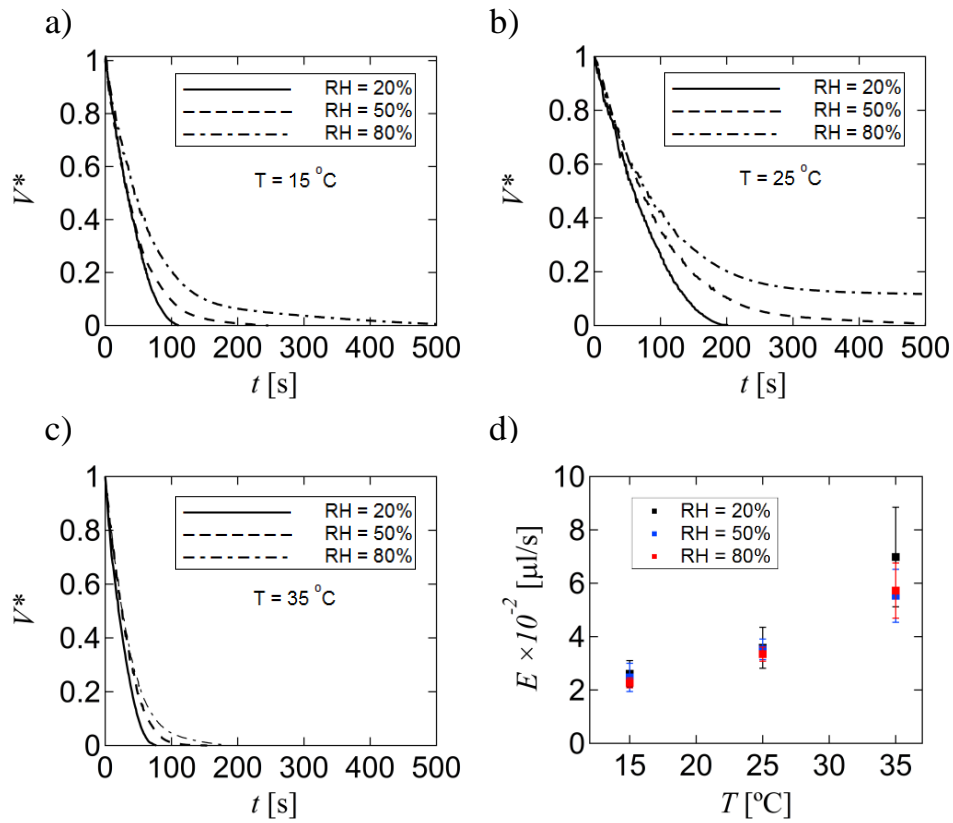 a)
1
0.8
0.6
0.4
0.2
0
V*
RH = 20%
RH = 50%
RH = 80%
T = 15 °C
0 100 200 300 400 500
t [s]
b)
1
0.8
0.6
0.4
0.2
0
V*
RH = 20%
RH = 50%
RH = 80%
T = 25 °C
0 100 200 300 400 500
t [s]
c)
1
0.8
0.6
0.4
0.2
0
V*
RH = 20%
RH = 50%
RH = 80%
T = 35 °C
0 100 200 300 400 500
t [s]
d)
10
8
6
4
2
0
E ×10⁻² [µl/s]
RH = 20%
RH = 50%
RH = 80%
15 20 25 30 35
T [ºC]